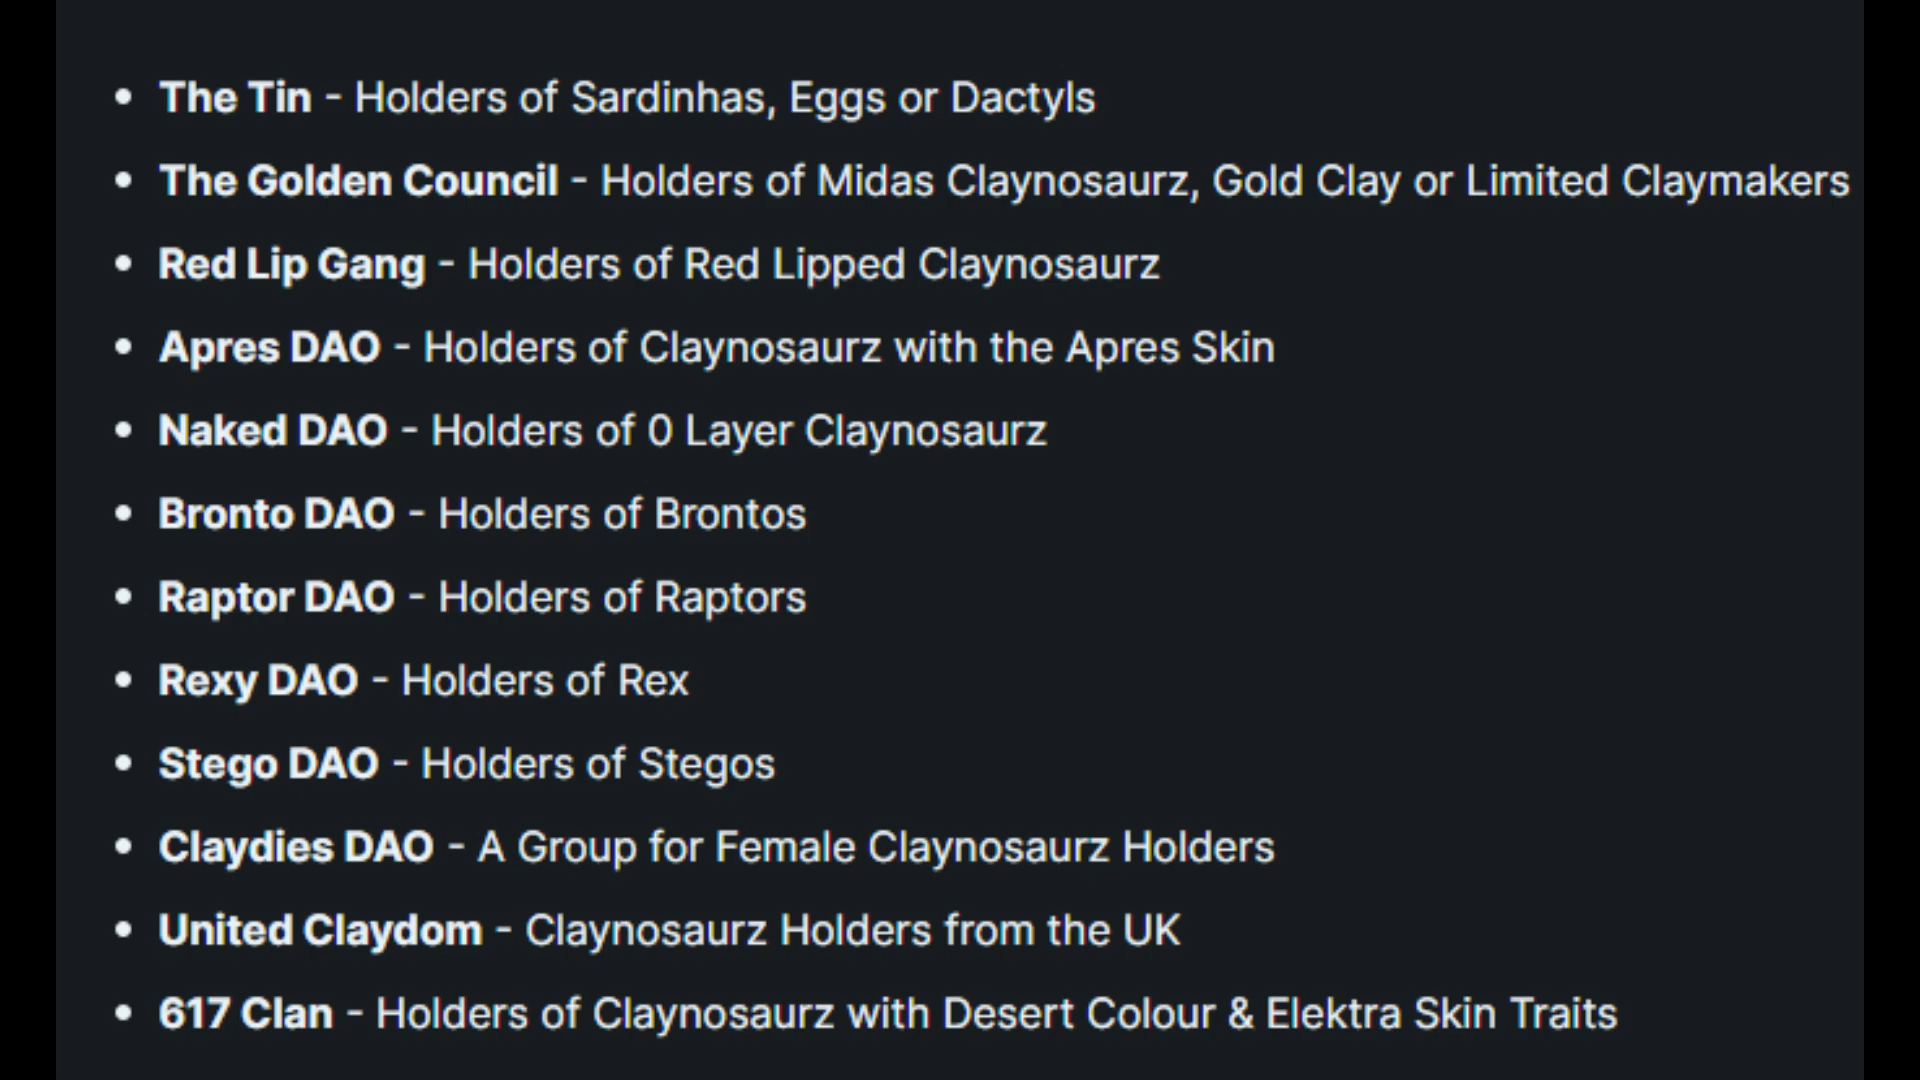 • The Tin - Holders of Sardinhas, Eggs or Dactyls
• The Golden Council - Holders of Midas Claynosaurz, Gold Clay or Limited Claymakers
• Red Lip Gang - Holders of Red Lipped Claynosaurz
• Apres DAO - Holders of Claynosaurz with the Apres Skin
• Naked DAO - Holders of 0 Layer Claynosaurz
• Bronto DAO - Holders of Brontos
• Raptor DAO - Holders of Raptors
• Rexy DAO - Holders of Rex
• Stego DAO - Holders of Stegos
• Claydies DAO - A Group for Female Claynosaurz Holders
• United Claydom - Claynosaurz Holders from the UK
• 617 Clan - Holders of Claynosaurz with Desert Colour & Elektra Skin Traits